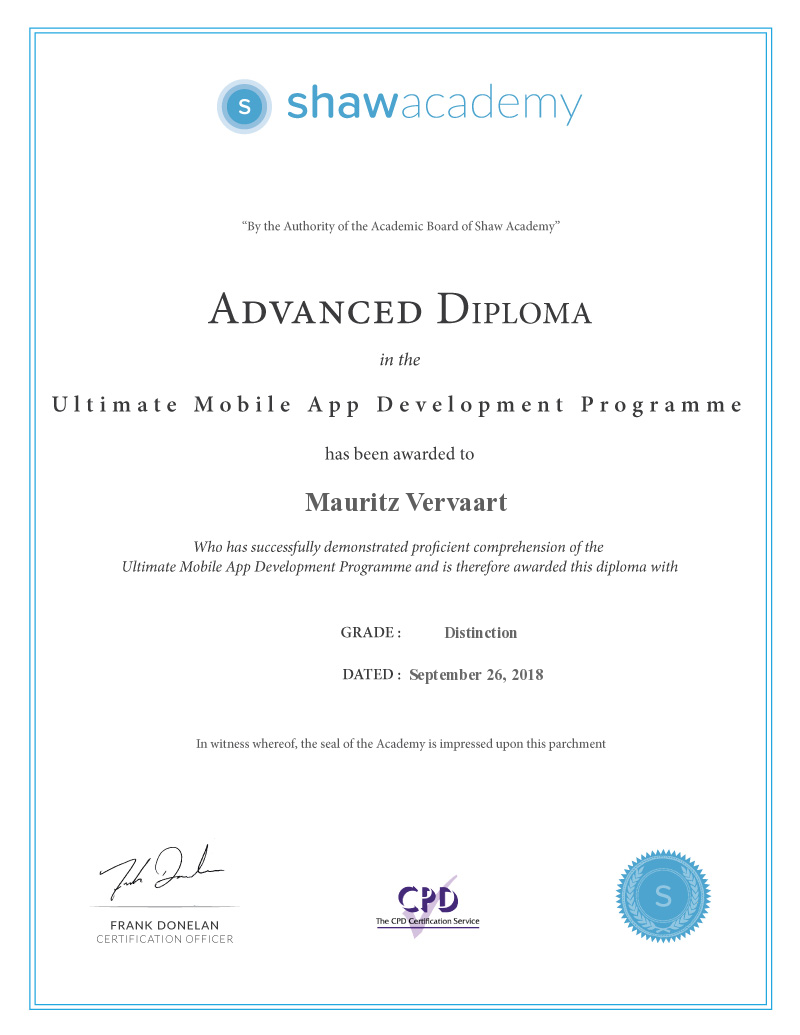 S shawacademy
“By the Authority of the Academic Board of Shaw Academy”
Advanced Diploma
in the
Ultimate Mobile App Development Programme
has been awarded to
Mauritz Vervaart
Who has successfully demonstrated proficient comprehension of the
Ultimate Mobile App Development Programme and is therefore awarded this diploma with
GRADE : Distinction
DATED : September 26, 2018
In witness whereof, the seal of the Academy is impressed upon this parchment
FRANK DONELAN
CERTIFICATION OFFICER
CPD
The CPD Certification Service
S